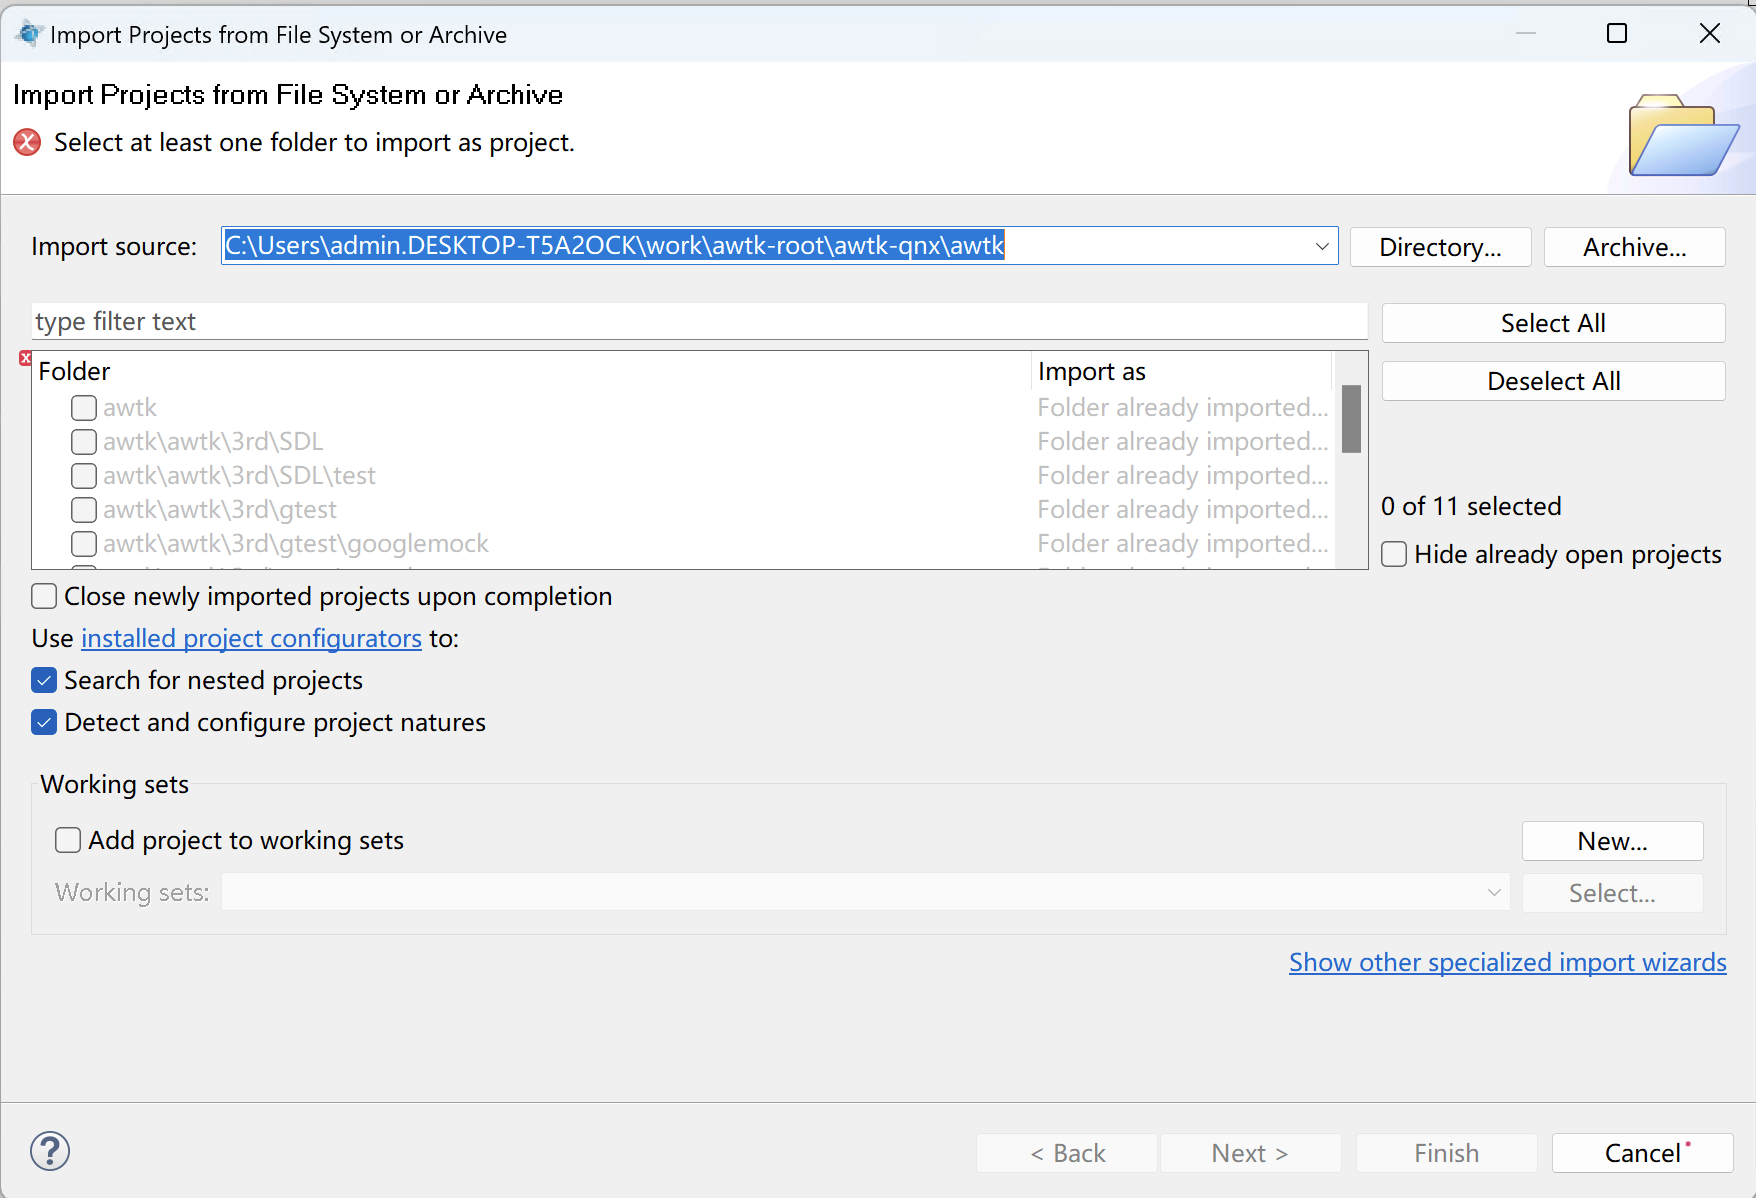 Import Projects from File System or Archive
Import Projects from File System or Archive
Select at least one folder to import as project.
Import source: C:\Users\admin.DESKTOP-T5A2OCK\work\awtk-root\awtk-qnx\awtk Directory... Archive...
type filter text Select All
Folder Import as Deselect All
awtk Folder already imported...
awtk\awtk\3rd\SDL Folder already imported...
awtk\awtk\3rd\SDL\test Folder already imported...
awtk\awtk\3rd\gtest Folder already imported...
0 of 11 selected
awtk\awtk\3rd\gtest\googlemock Folder already imported...
Hide already open projects
Close newly imported projects upon completion
Use installed project configurators to:
Search for nested projects
Detect and configure project natures
Working sets
Add project to working sets New...
Working sets: Select...
Show other specialized import wizards
? < Back Next > Finish Cancel